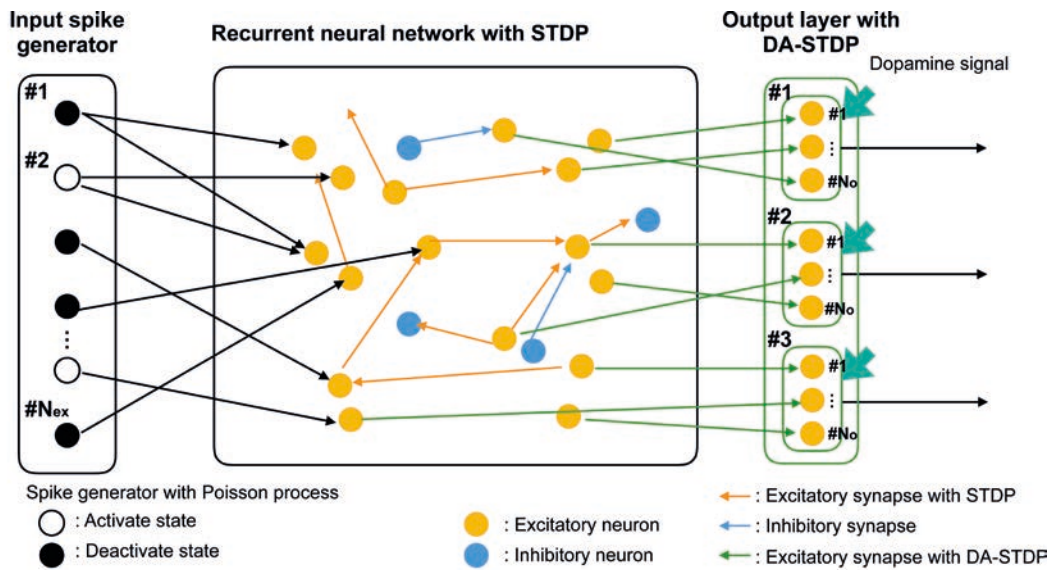 Input spike
generator
Recurrent neural network with STDP
Output layer with
DA-STDP
Dopamine signal
#1
#2
⋮
#Nex
#1
#1
⋮
#No
#2
#1
⋮
#No
#3
#1
⋮
#No
Spike generator with Poisson process
: Activate state
: Deactivate state
: Excitatory neuron
: Inhibitory neuron
: Excitatory synapse with STDP
: Inhibitory synapse
: Excitatory synapse with DA-STDP